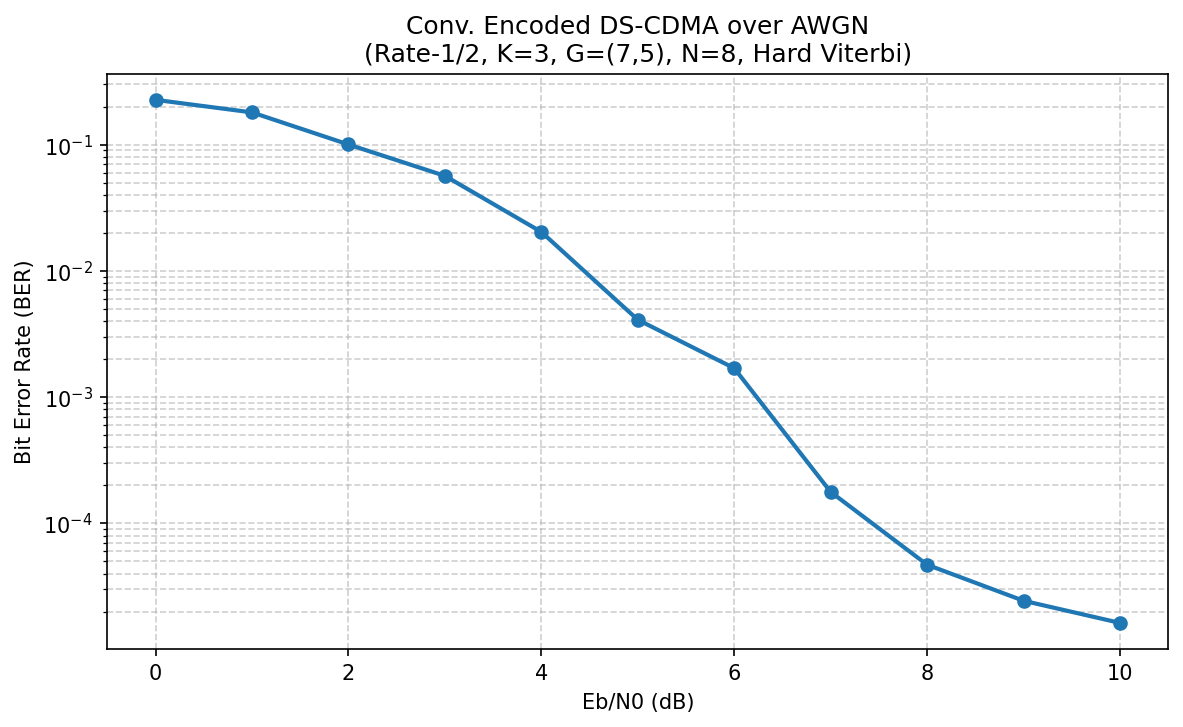 Conv. Encoded DS-CDMA over AWGN
(Rate-1/2, K=3, G=(7,5), N=8, Hard Viterbi)
Bit Error Rate (BER)
10⁻¹
10⁻²
10⁻³
10⁻⁴
0 2 4 6 8 10
Eb/N0 (dB)